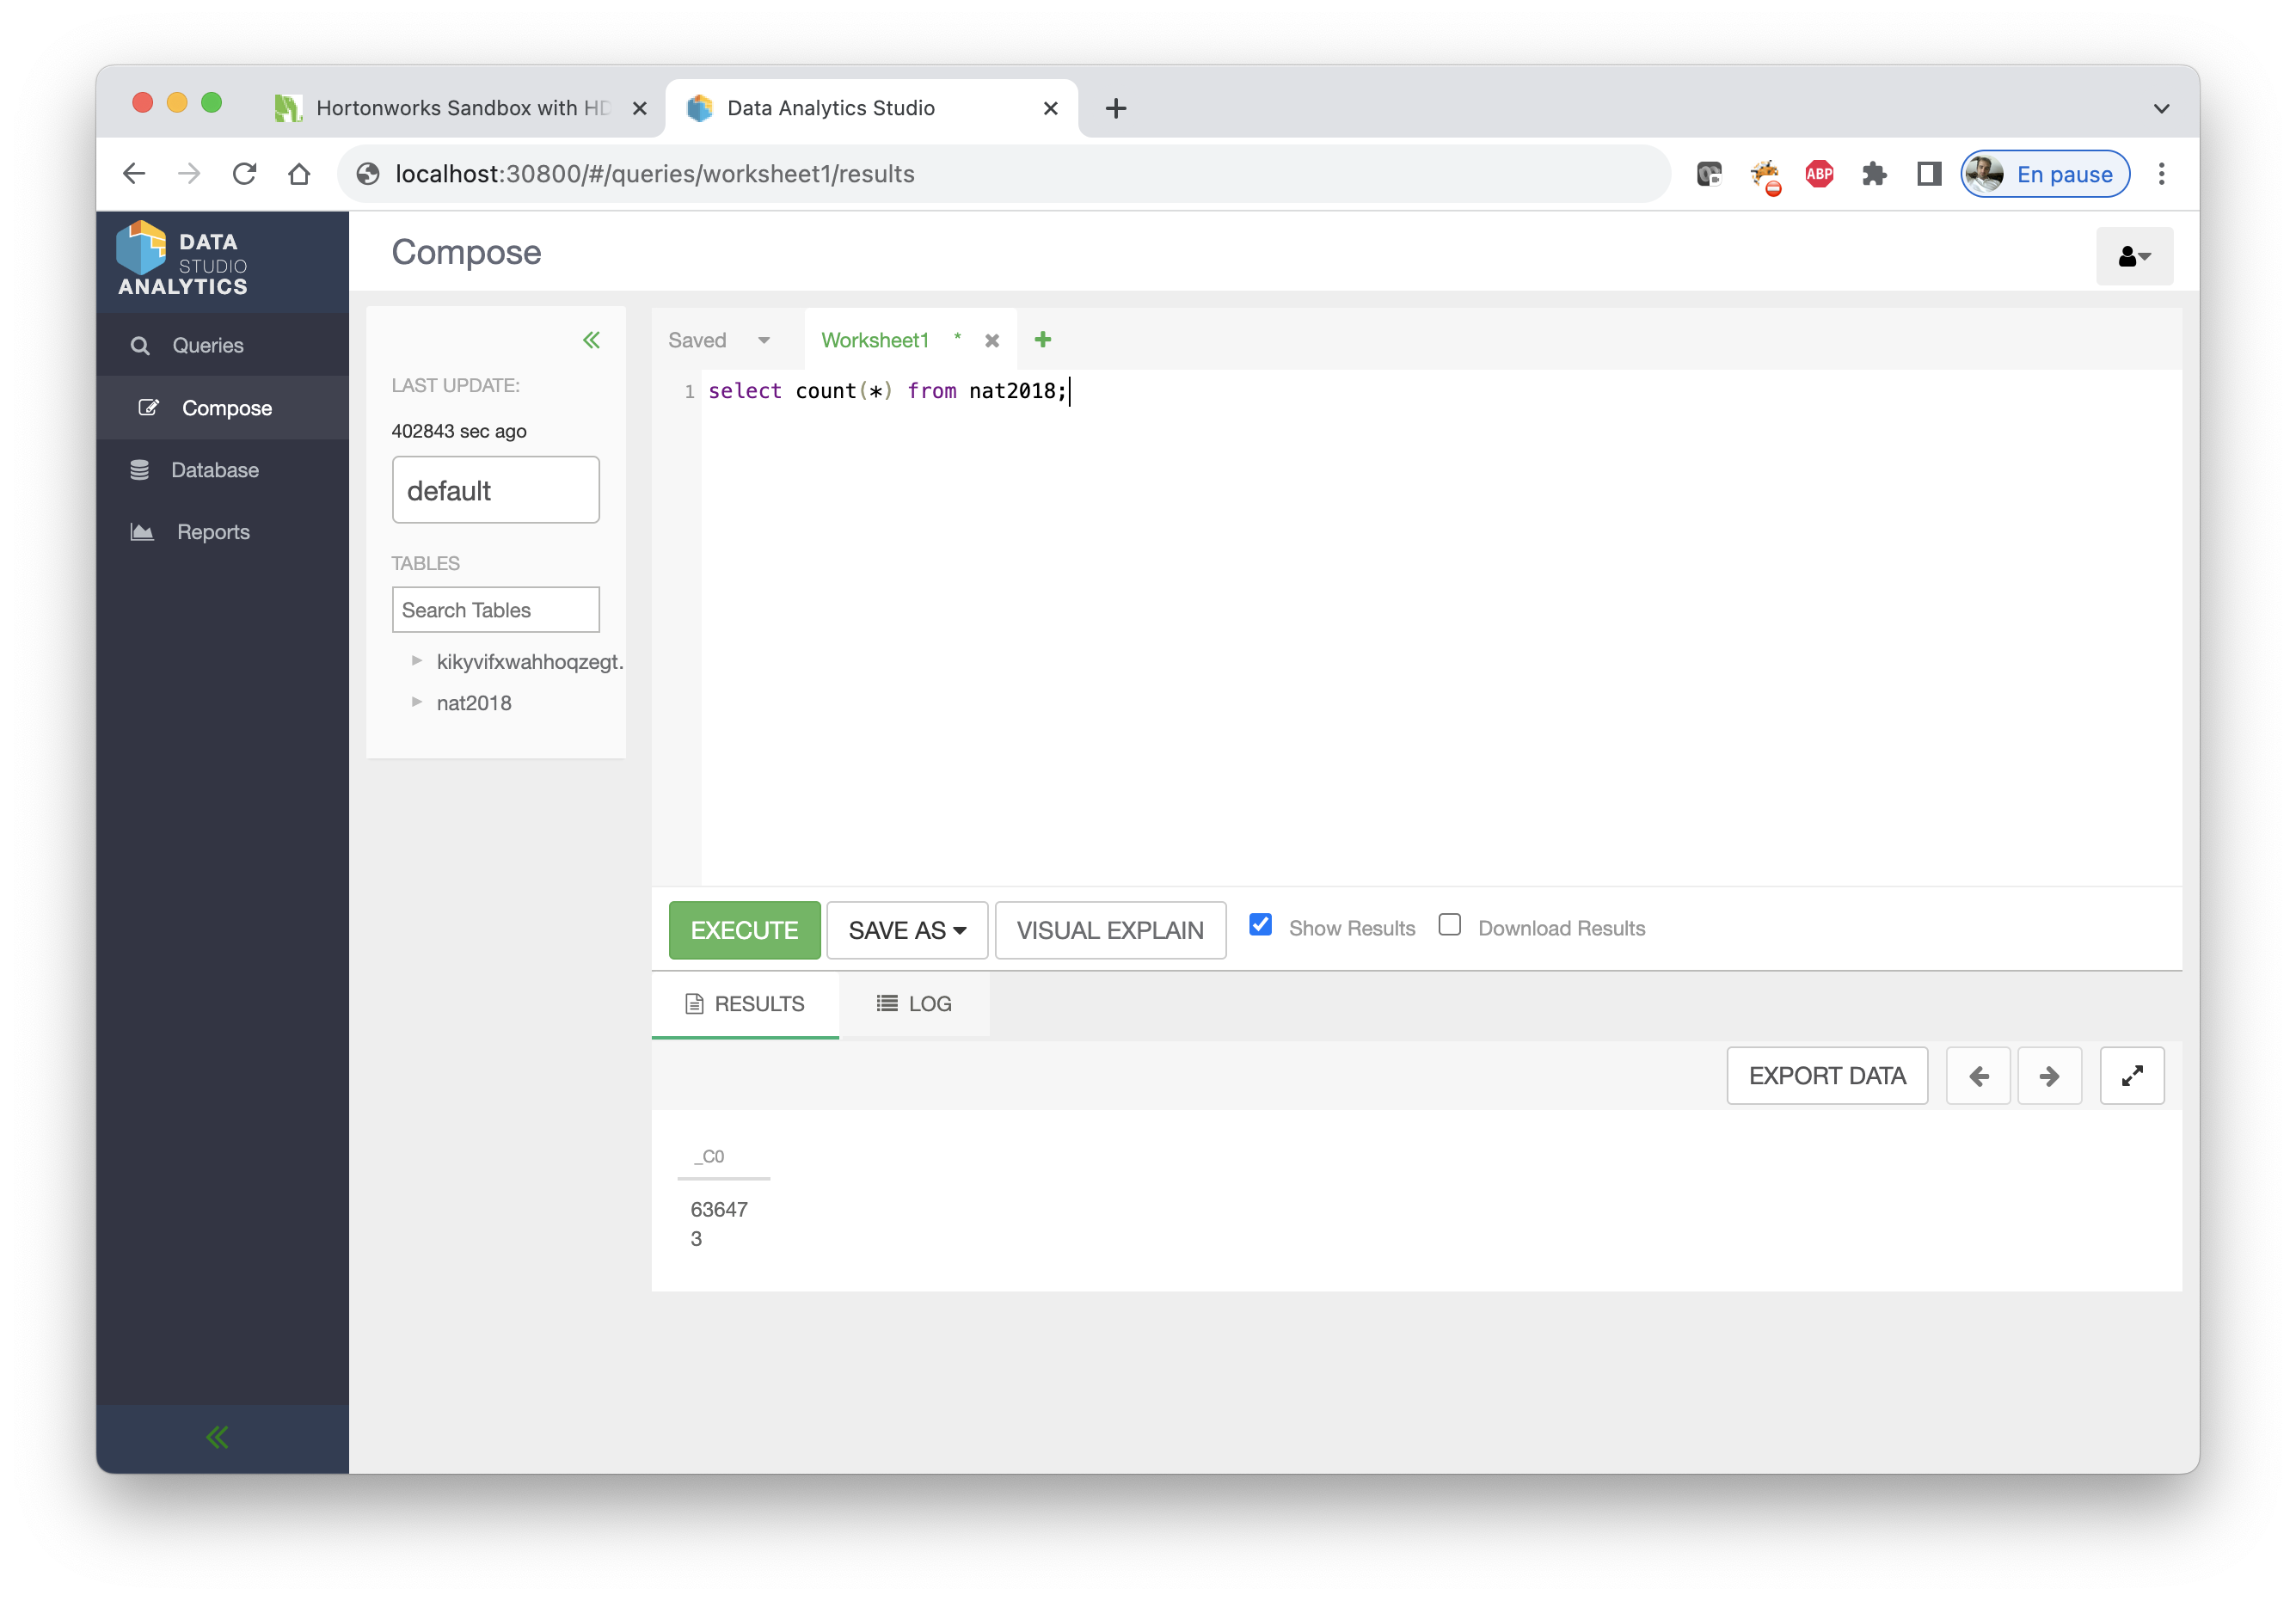 Hortonworks Sandbox with HD
Data Analytics Studio
localhost:30800/#/queries/worksheet1/results
ABP
En pause
DATA
STUDIO
ANALYTICS
Compose
Queries
Compose
Database
Reports
LAST UPDATE:
402843 sec ago
default
TABLES
Search Tables
kikyvifxwahhoqzegt.
nat2018
Saved
Worksheet1 *
1 select count(*) from nat2018;
EXECUTE
SAVE AS
VISUAL EXPLAIN
Show Results
Download Results
RESULTS
LOG
EXPORT DATA
_C0
63647
3